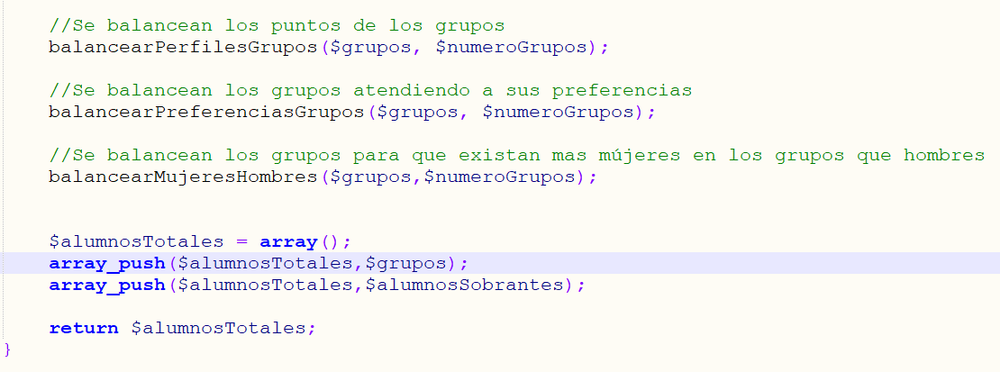 //Se balancean los puntos de los grupos
balancearPerfilesGrupos($grupos, $numeroGrupos);
//Se balancean los grupos atendiendo a sus preferencias
balancearPreferenciasGrupos($grupos, $numeroGrupos);
//Se balancean los grupos para que existan mas mújeres en los grupos que hombres
balancearMujeresHombres($grupos,$numeroGrupos);
$alumnosTotales = array();
array_push($alumnosTotales,$grupos);
array_push($alumnosTotales,$alumnosSobrantes);
return $alumnosTotales;
}